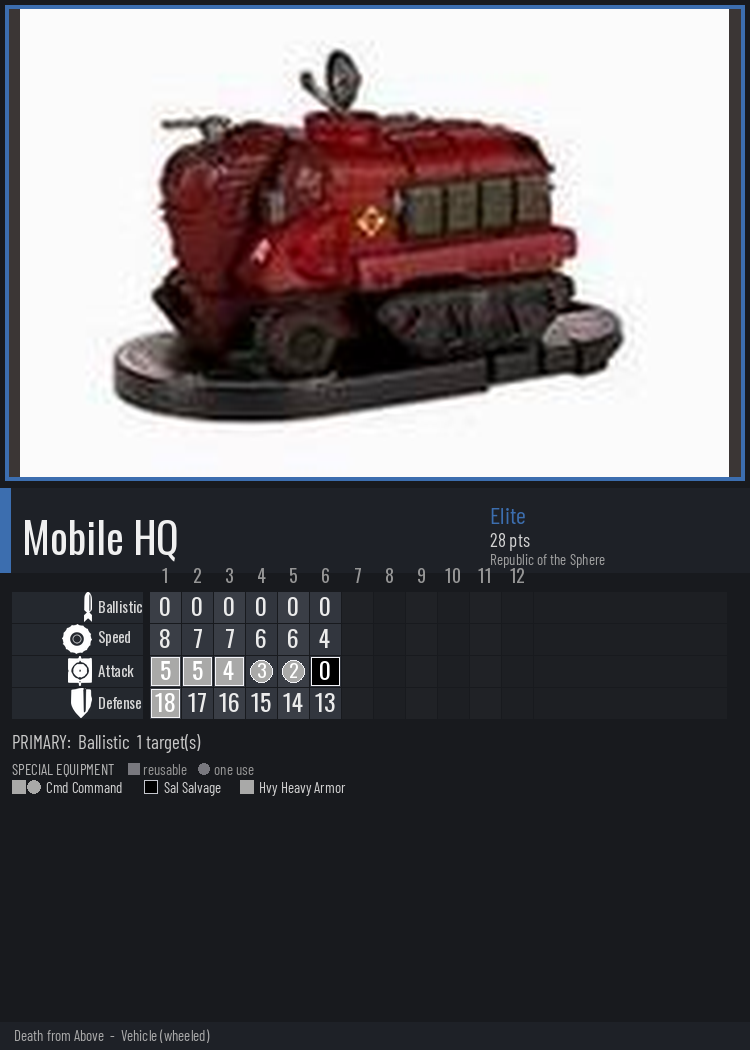 Mobile HQ
Elite
28 pts
Republic of the Sphere
1 2 3 4 5 6 7 8 9 10 11 12
Ballistic 0 0 0 0 0 0
Speed 8 7 7 6 6 4
Attack 5 5 4 3 2 0
Defense 18 17 16 15 14 13
PRIMARY: Ballistic 1 target(s)
SPECIAL EQUIPMENT reusable one use
Cmd Command Sal Salvage Hvy Heavy Armor
Death from Above - Vehicle (wheeled)